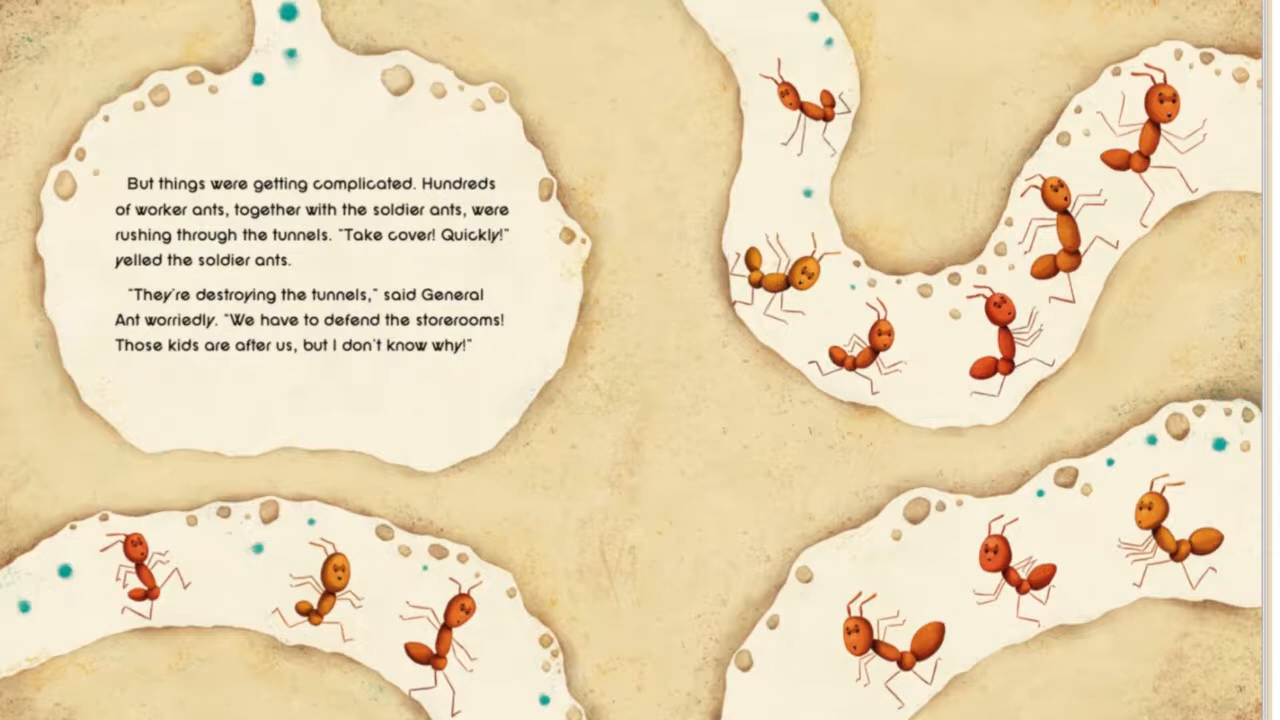 But things were getting complicated. Hundreds
of worker ants, together with the soldier ants, were
rushing through the tunnels. "Take cover! Quickly!"
yelled the soldier ants.
"They're destroying the tunnels," said General
Ant worriedly. "We have to defend the storerooms!
Those kids are after us, but I don't know why!"